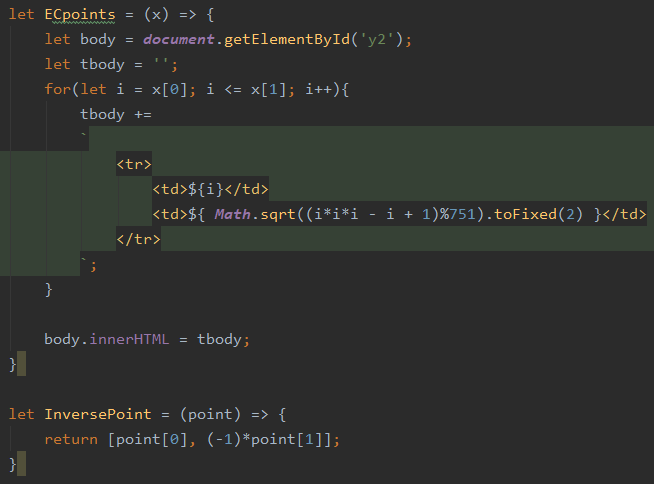 let ECpoints = (x) => {
let body = document.getElementById('y2');
let tbody = '';
for(let i = x[0]; i <= x[1]; i++){
tbody +=
`
<tr>
<td>${i}</td>
<td>${ Math.sqrt((i*i*i - i + 1)%751).toFixed(2) }</td>
</tr>
`;
}
body.innerHTML = tbody;
}
let InversePoint = (point) => {
return [point[0], (-1)*point[1]];
}